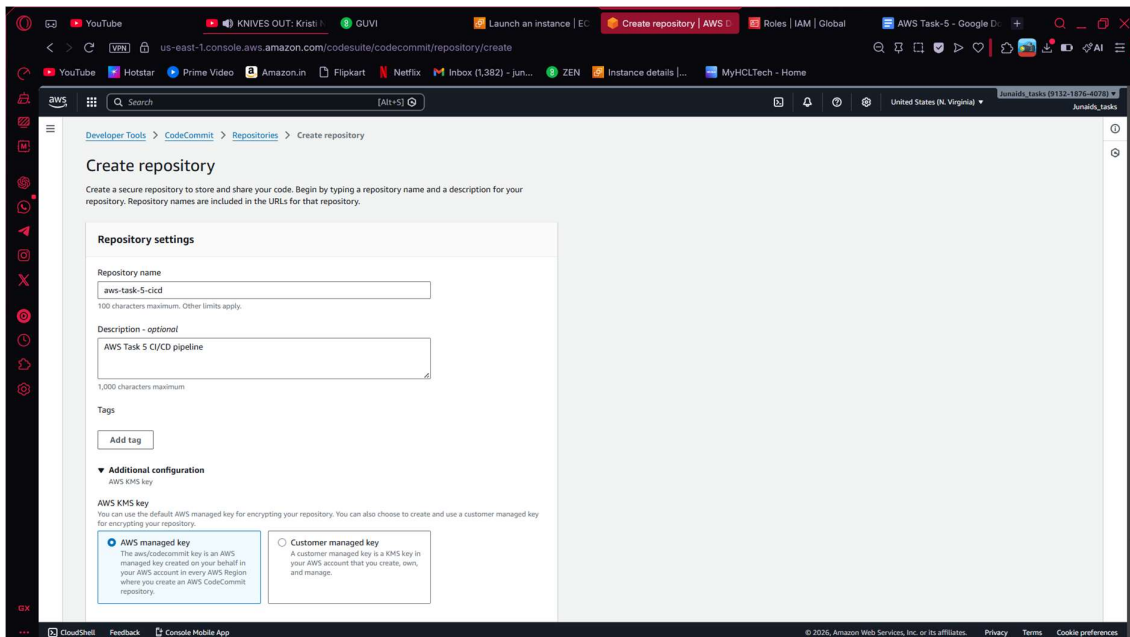 YouTube
KNIVES OUT: Kristi N
GUVI
Launch an instance | EC
Create repository | AWS D
Roles | IAM | Global
AWS Task-5 - Google Do
VPN
us-east-1.console.aws.amazon.com/codesuite/codecommit/repository/create
AI
YouTube
Hotstar
Prime Video
Amazon.in
Flipkart
Netflix
Inbox (1,382) - jun...
ZEN
Instance details |...
MyHCLTech - Home
aws
Search
[Alt+S]
United States (N. Virginia)
Junaids_tasks (9132-1876-4078)
Junaids_tasks
Developer Tools > CodeCommit > Repositories > Create repository
Create repository
Create a secure repository to store and share your code. Begin by typing a repository name and a description for your
repository. Repository names are included in the URLs for that repository.
Repository settings
Repository name
aws-task-5-cicd
100 characters maximum. Other limits apply.
Description - optional
AWS Task 5 CI/CD pipeline
1,000 characters maximum
Tags
Add tag
Additional configuration
AWS KMS key
AWS KMS key
You can use the default AWS managed key for encrypting your repository. You can also choose to create and use a customer managed key
for encrypting your repository.
AWS managed key
The aws/codecommit key is an AWS
managed key created on your behalf in
your AWS account in every AWS Region
where you create an AWS CodeCommit
repository.
Customer managed key
A customer managed key is a KMS key in
your AWS account that you create, own,
and manage.
GX
CloudShell
Feedback
Console Mobile App
© 2026, Amazon Web Services, Inc. or its affiliates.
Privacy
Terms
Cookie preferences